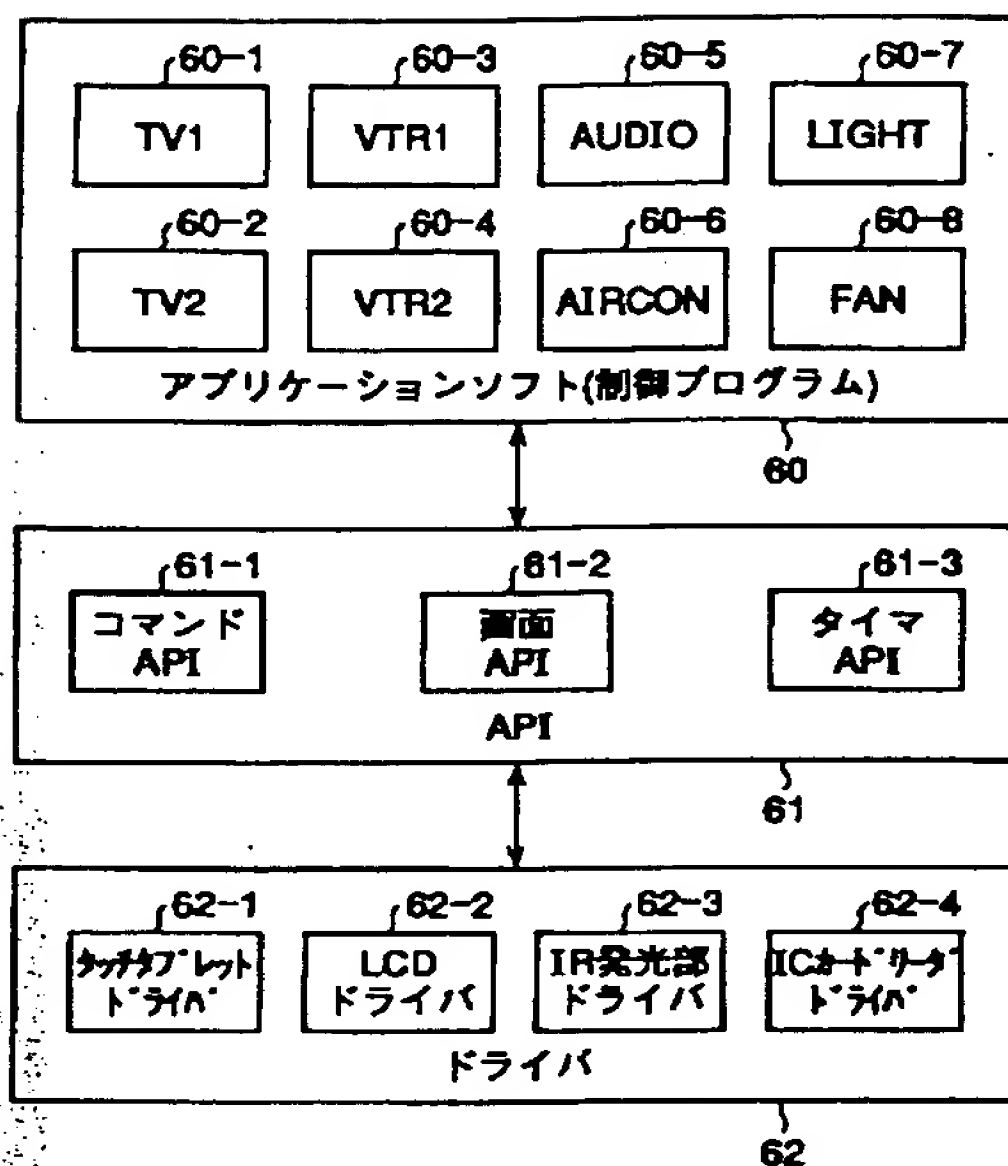 60-1 60-3 60-5 60-7
TV1 VTR1 AUDIO LIGHT
60-2 60-4 60-6 60-8
TV2 VTR2 AIRCON FAN
アプリケーションソフト(制御プログラム)
60
61-1 61-2 61-3
コマンド 画面 タイマ
API API API
API
61
62-1 62-2 62-3 62-4
タッチタブレット LCD IR発光部 ICカードリーダ
ドライバ ドライバ ドライバ ドライバ
ドライバ
62